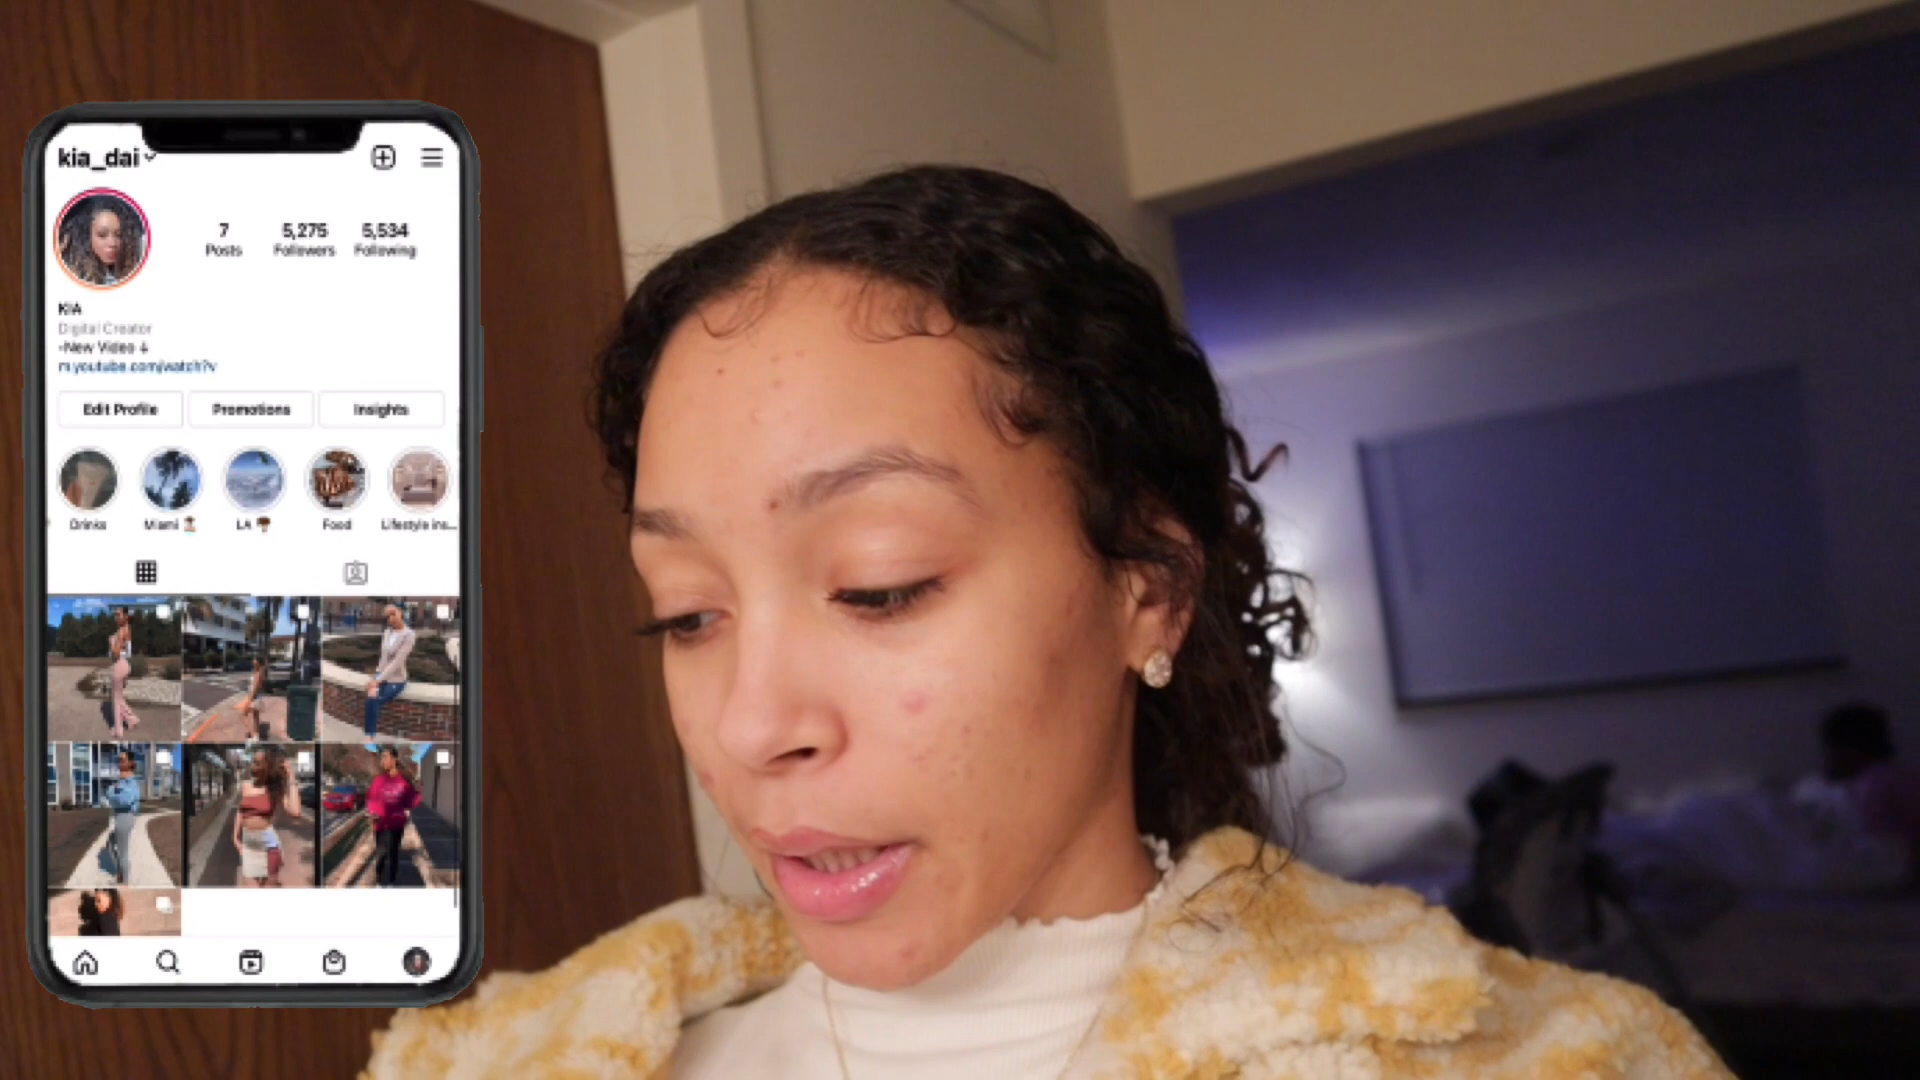 kia_dai
7 5,275 5,534
Posts Followers Following
KIA
Digital Creator
-New Video ↓
m.youtube.com/watch?v
Edit Profile Promotions Insights
Drinks Miami 🏝 LA 🌴 Food Lifestyle ins...